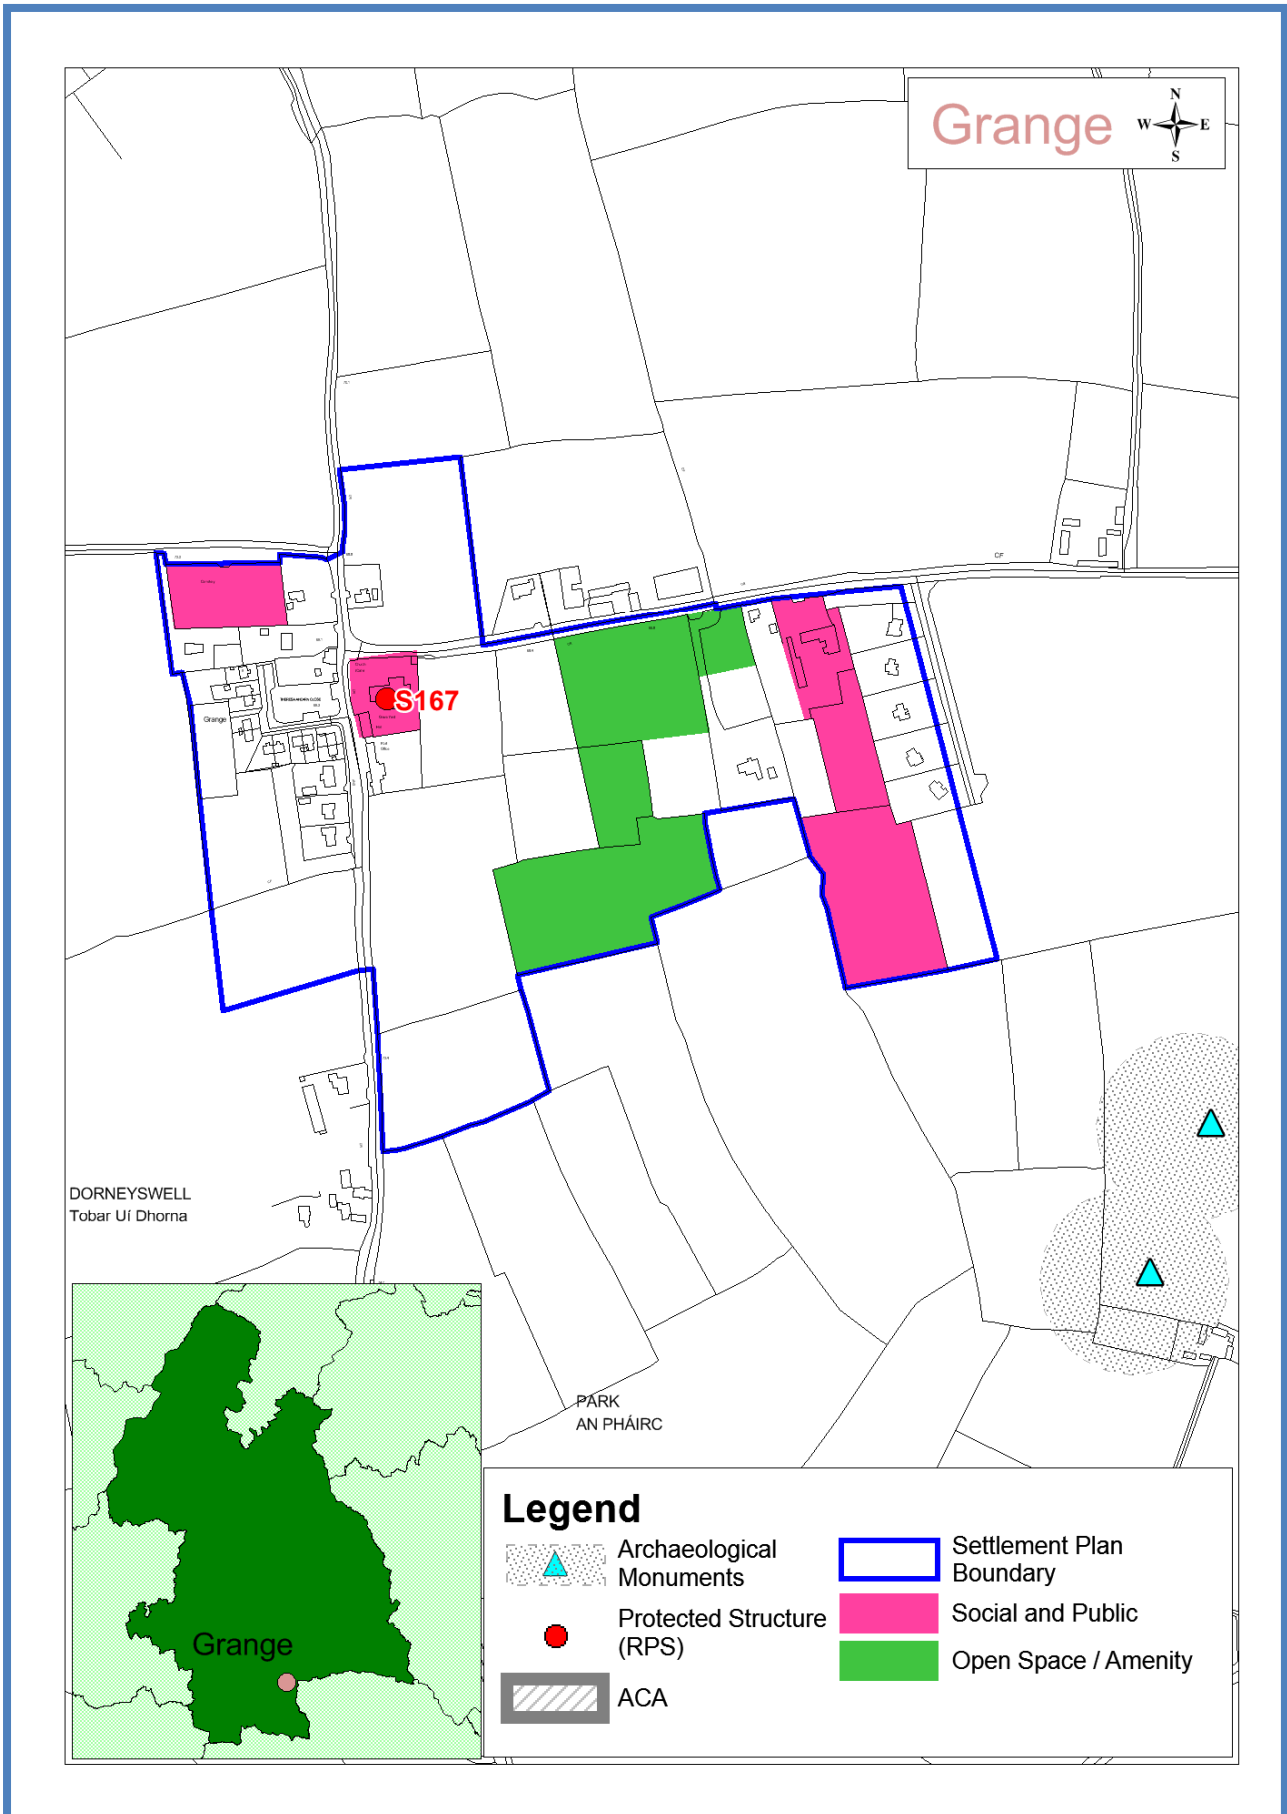 Grange
N
W E
S
S167
Grange
DORNEYSWELL
Tobar Uí Dhorna
PARK
AN PHÁIRC
Grange
Legend
Archaeological
Monuments
Protected Structure
(RPS)
ACA
Settlement Plan
Boundary
Social and Public
Open Space / Amenity